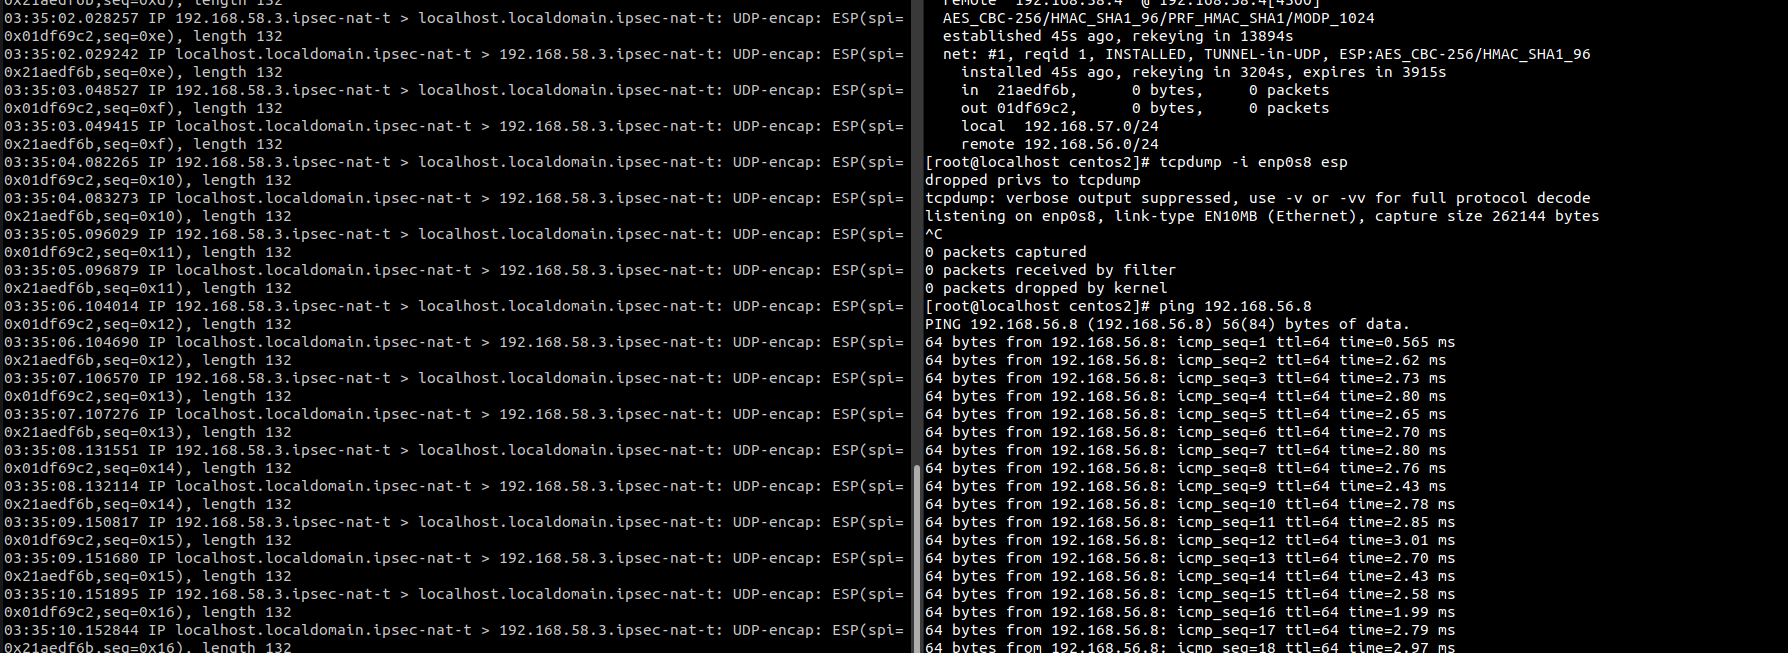 0x21aedf6b,seq=0xd), length 132
03:35:02.028257 IP 192.168.58.3.ipsec-nat-t > localhost.localdomain.ipsec-nat-t: UDP-encap: ESP(spi=
0x01df69c2,seq=0xe), length 132
03:35:02.029242 IP localhost.localdomain.ipsec-nat-t > 192.168.58.3.ipsec-nat-t: UDP-encap: ESP(spi=
0x21aedf6b,seq=0xe), length 132
03:35:03.048527 IP 192.168.58.3.ipsec-nat-t > localhost.localdomain.ipsec-nat-t: UDP-encap: ESP(spi=
0x01df69c2,seq=0xf), length 132
03:35:03.049415 IP localhost.localdomain.ipsec-nat-t > 192.168.58.3.ipsec-nat-t: UDP-encap: ESP(spi=
0x21aedf6b,seq=0xf), length 132
03:35:04.082265 IP 192.168.58.3.ipsec-nat-t > localhost.localdomain.ipsec-nat-t: UDP-encap: ESP(spi=
0x01df69c2,seq=0x10), length 132
03:35:04.083273 IP localhost.localdomain.ipsec-nat-t > 192.168.58.3.ipsec-nat-t: UDP-encap: ESP(spi=
0x21aedf6b,seq=0x10), length 132
03:35:05.096029 IP 192.168.58.3.ipsec-nat-t > localhost.localdomain.ipsec-nat-t: UDP-encap: ESP(spi=
0x01df69c2,seq=0x11), length 132
03:35:05.096879 IP localhost.localdomain.ipsec-nat-t > 192.168.58.3.ipsec-nat-t: UDP-encap: ESP(spi=
0x21aedf6b,seq=0x11), length 132
03:35:06.104014 IP 192.168.58.3.ipsec-nat-t > localhost.localdomain.ipsec-nat-t: UDP-encap: ESP(spi=
0x01df69c2,seq=0x12), length 132
03:35:06.104690 IP localhost.localdomain.ipsec-nat-t > 192.168.58.3.ipsec-nat-t: UDP-encap: ESP(spi=
0x21aedf6b,seq=0x12), length 132
03:35:07.106570 IP 192.168.58.3.ipsec-nat-t > localhost.localdomain.ipsec-nat-t: UDP-encap: ESP(spi=
0x01df69c2,seq=0x13), length 132
03:35:07.107276 IP localhost.localdomain.ipsec-nat-t > 192.168.58.3.ipsec-nat-t: UDP-encap: ESP(spi=
0x21aedf6b,seq=0x13), length 132
03:35:08.131551 IP 192.168.58.3.ipsec-nat-t > localhost.localdomain.ipsec-nat-t: UDP-encap: ESP(spi=
0x01df69c2,seq=0x14), length 132
03:35:08.132114 IP localhost.localdomain.ipsec-nat-t > 192.168.58.3.ipsec-nat-t: UDP-encap: ESP(spi=
0x21aedf6b,seq=0x14), length 132
03:35:09.150817 IP 192.168.58.3.ipsec-nat-t > localhost.localdomain.ipsec-nat-t: UDP-encap: ESP(spi=
0x01df69c2,seq=0x15), length 132
03:35:09.151680 IP localhost.localdomain.ipsec-nat-t > 192.168.58.3.ipsec-nat-t: UDP-encap: ESP(spi=
0x21aedf6b,seq=0x15), length 132
03:35:10.151895 IP 192.168.58.3.ipsec-nat-t > localhost.localdomain.ipsec-nat-t: UDP-encap: ESP(spi=
0x01df69c2,seq=0x16), length 132
03:35:10.152844 IP localhost.localdomain.ipsec-nat-t > 192.168.58.3.ipsec-nat-t: UDP-encap: ESP(spi=
0x21aedf6b,seq=0x16), length 132
remote '192.168.58.4' @ 192.168.58.4[4500]
AES_CBC-256/HMAC_SHA1_96/PRF_HMAC_SHA1/MODP_1024
established 45s ago, rekeying in 13894s
net: #1, reqid 1, INSTALLED, TUNNEL-in-UDP, ESP:AES_CBC-256/HMAC_SHA1_96
installed 45s ago, rekeying in 3204s, expires in 3915s
in 21aedf6b, 0 bytes, 0 packets
out 01df69c2, 0 bytes, 0 packets
local 192.168.57.0/24
remote 192.168.56.0/24
[root@localhost centos2]# tcpdump -i enp0s8 esp
dropped privs to tcpdump
tcpdump: verbose output suppressed, use -v or -vv for full protocol decode
listening on enp0s8, link-type EN10MB (Ethernet), capture size 262144 bytes
^C
0 packets captured
0 packets received by filter
0 packets dropped by kernel
[root@localhost centos2]# ping 192.168.56.8
PING 192.168.56.8 (192.168.56.8) 56(84) bytes of data.
64 bytes from 192.168.56.8: icmp_seq=1 ttl=64 time=0.565 ms
64 bytes from 192.168.56.8: icmp_seq=2 ttl=64 time=2.62 ms
64 bytes from 192.168.56.8: icmp_seq=3 ttl=64 time=2.73 ms
64 bytes from 192.168.56.8: icmp_seq=4 ttl=64 time=2.80 ms
64 bytes from 192.168.56.8: icmp_seq=5 ttl=64 time=2.65 ms
64 bytes from 192.168.56.8: icmp_seq=6 ttl=64 time=2.70 ms
64 bytes from 192.168.56.8: icmp_seq=7 ttl=64 time=2.80 ms
64 bytes from 192.168.56.8: icmp_seq=8 ttl=64 time=2.76 ms
64 bytes from 192.168.56.8: icmp_seq=9 ttl=64 time=2.43 ms
64 bytes from 192.168.56.8: icmp_seq=10 ttl=64 time=2.78 ms
64 bytes from 192.168.56.8: icmp_seq=11 ttl=64 time=2.85 ms
64 bytes from 192.168.56.8: icmp_seq=12 ttl=64 time=3.01 ms
64 bytes from 192.168.56.8: icmp_seq=13 ttl=64 time=2.70 ms
64 bytes from 192.168.56.8: icmp_seq=14 ttl=64 time=2.43 ms
64 bytes from 192.168.56.8: icmp_seq=15 ttl=64 time=2.58 ms
64 bytes from 192.168.56.8: icmp_seq=16 ttl=64 time=1.99 ms
64 bytes from 192.168.56.8: icmp_seq=17 ttl=64 time=2.79 ms
64 bytes from 192.168.56.8: icmp_seq=18 ttl=64 time=2.97 ms